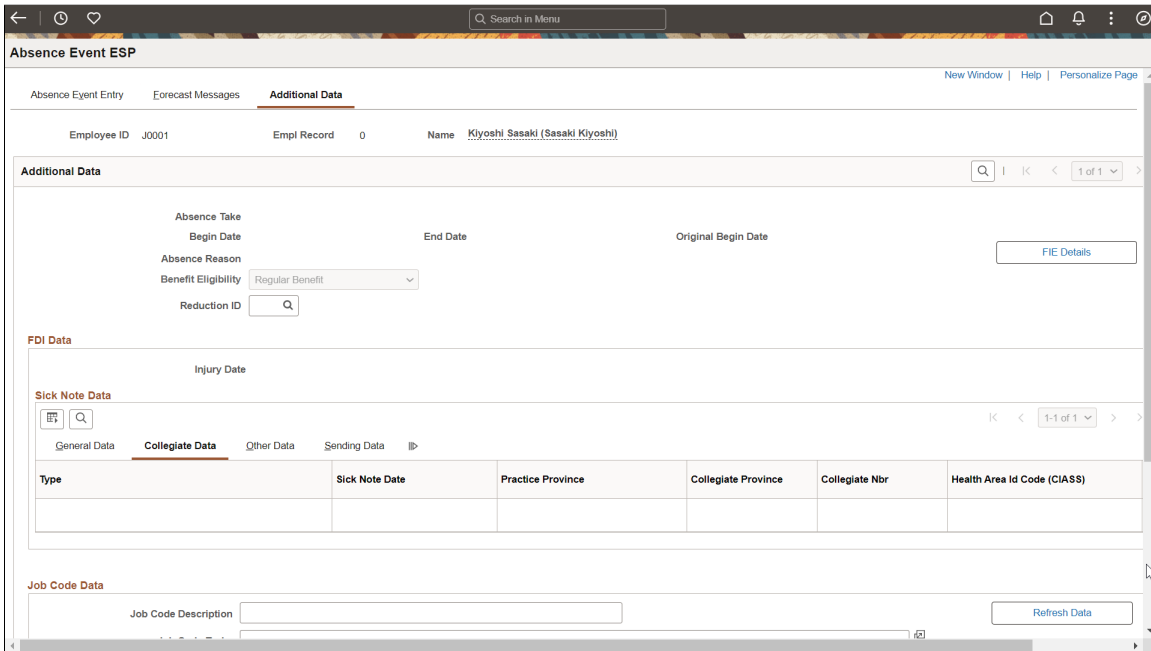 Search in Menu
Absence Event ESP
New Window | Help | Personalize Page
Absence Event Entry Forecast Messages Additional Data
Employee ID J0001 Empl Record 0 Name Kiyoshi Sasaki (Sasaki Kiyoshi)
Additional Data
1 of 1
Absence Take
Begin Date End Date Original Begin Date
FIE Details
Absence Reason
Benefit Eligibility Regular Benefit
Reduction ID
FDI Data
Injury Date
Sick Note Data
1-1 of 1
General Data Collegiate Data Other Data Sending Data
Type Sick Note Date Practice Province Collegiate Province Collegiate Nbr Health Area Id Code (CIASS)
Job Code Data
Job Code Description
Refresh Data